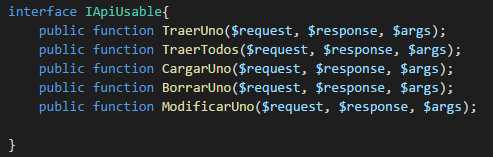 interface IApiUsable{
    public function TraerUno($request, $response, $args);
    public function TraerTodos($request, $response, $args);
    public function CargarUno($request, $response, $args);
    public function BorrarUno($request, $response, $args);
    public function ModificarUno($request, $response, $args);

}